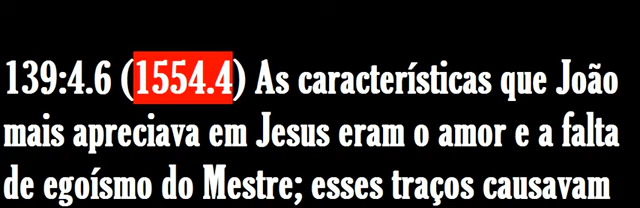 139:4.6 (1554.4) As características que João
mais apreciava em Jesus eram o amor e a falta
de egoísmo do Mestre; esses traços causavam